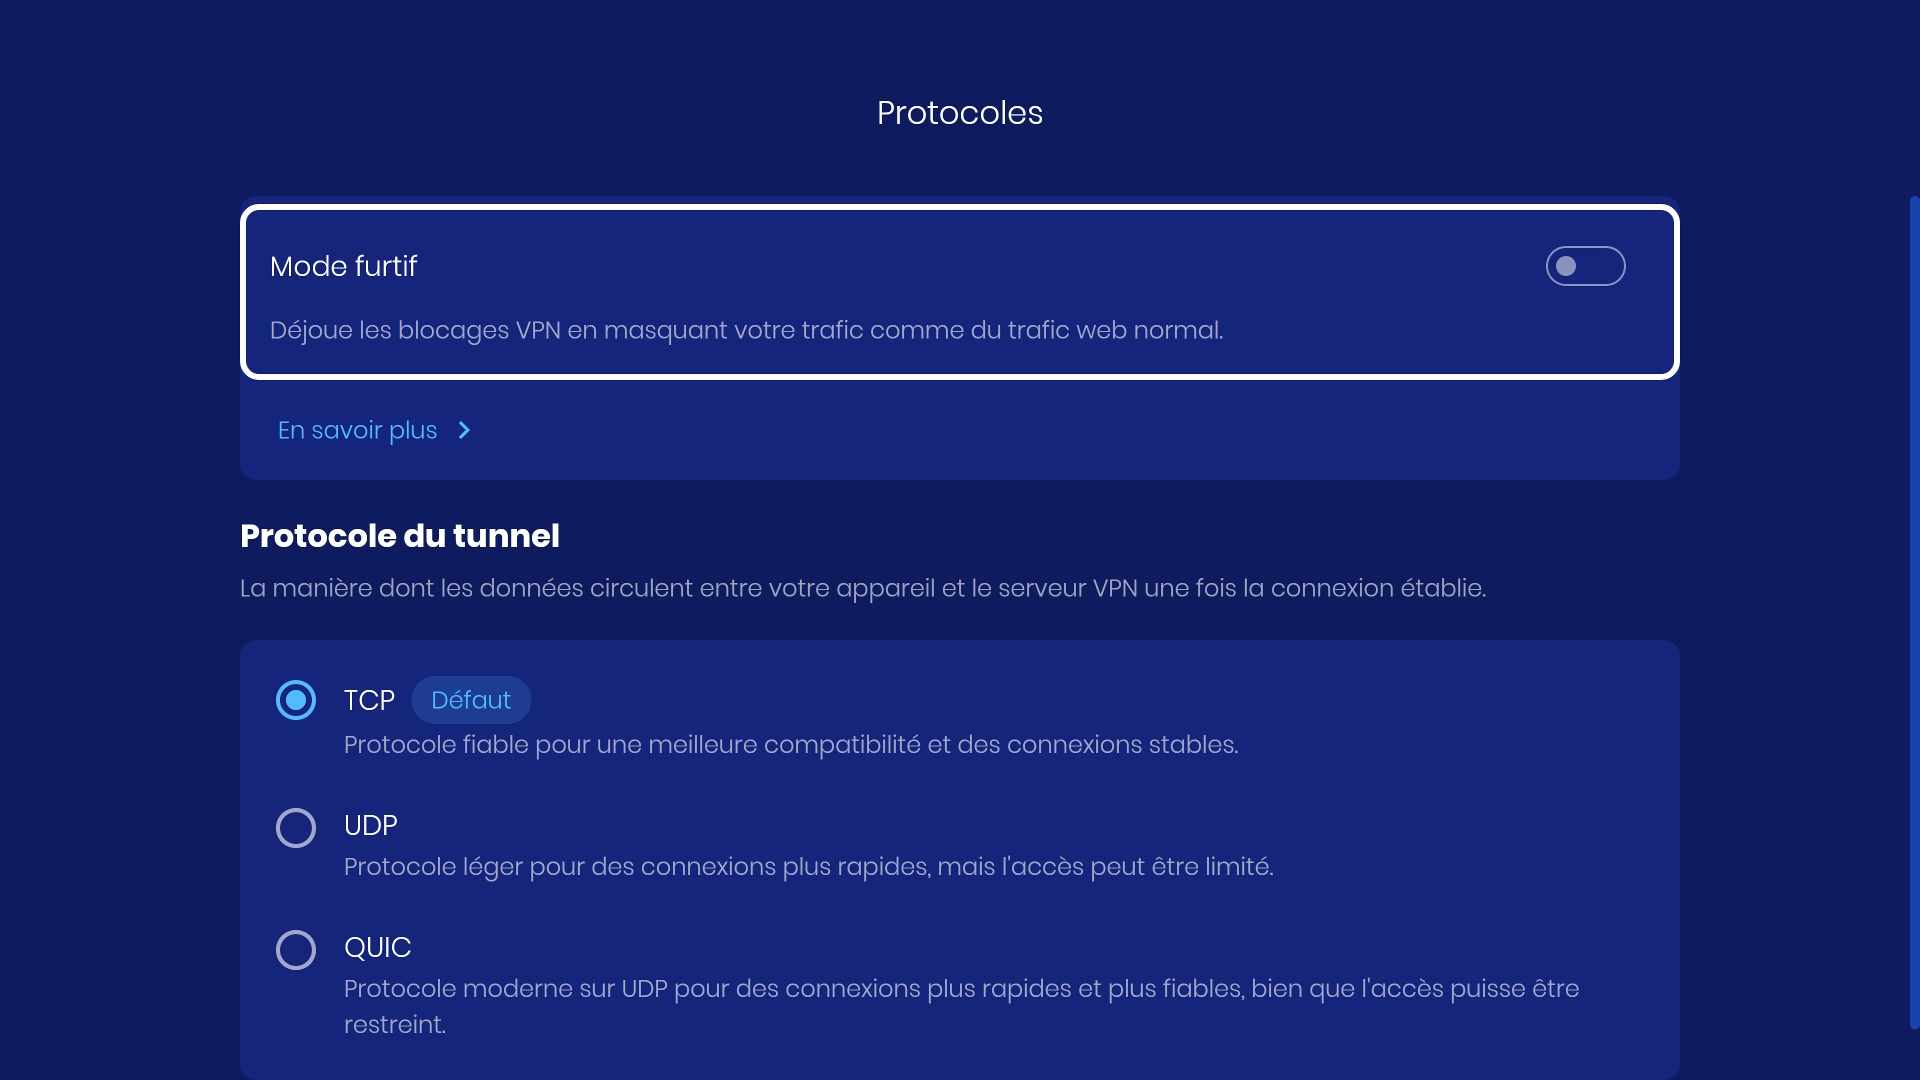 Protocoles
Mode furtif
Déjoue les blocages VPN en masquant votre trafic comme du trafic web normal.
En savoir plus
Protocole du tunnel
La manière dont les données circulent entre votre appareil et le serveur VPN une fois la connexion établie.
TCP Défaut
Protocole fiable pour une meilleure compatibilité et des connexions stables.
UDP
Protocole léger pour des connexions plus rapides, mais l'accès peut être limité.
QUIC
Protocole moderne sur UDP pour des connexions plus rapides et plus fiables, bien que l'accès puisse être
restreint.